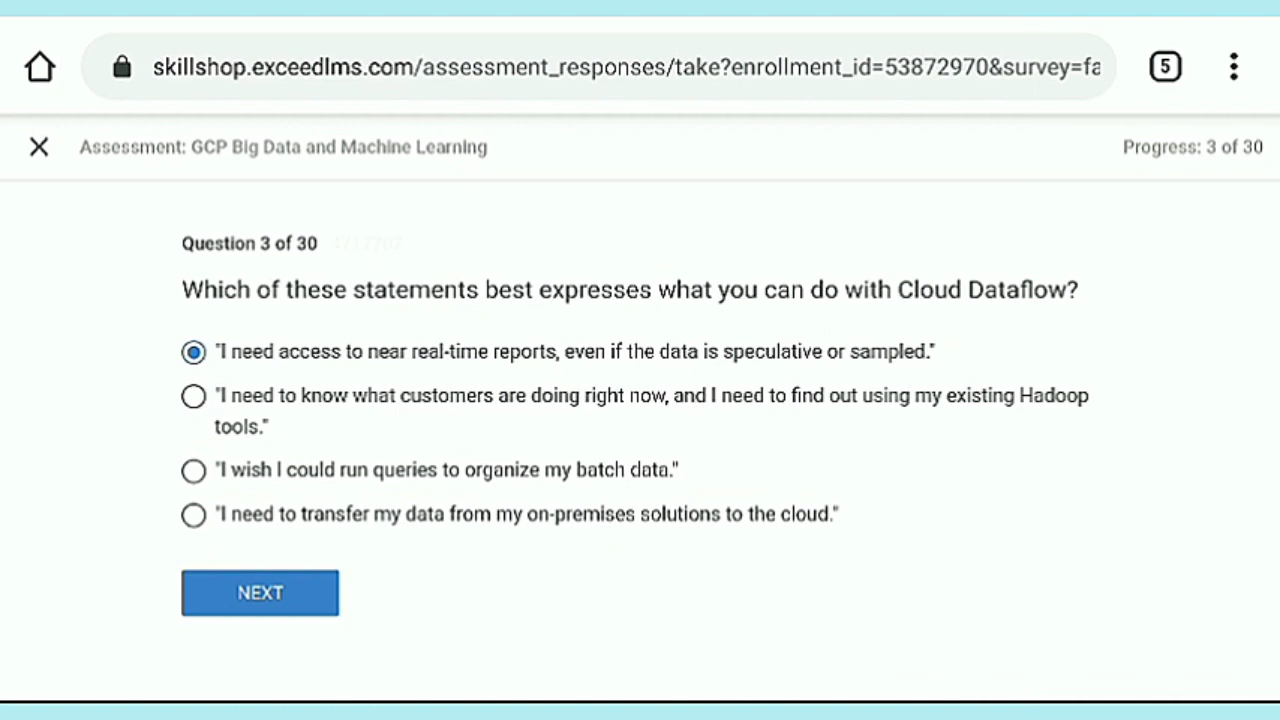 skillshop.exceedlms.com/assessment_responses/take?enrollment_id=53872970&survey=fa
5
Assessment: GCP Big Data and Machine Learning
Progress: 3 of 30
Question 3 of 30
Which of these statements best expresses what you can do with Cloud Dataflow?
"I need access to near real-time reports, even if the data is speculative or sampled."
"I need to know what customers are doing right now, and I need to find out using my existing Hadoop
tools."
"I wish I could run queries to organize my batch data."
"I need to transfer my data from my on-premises solutions to the cloud."
NEXT